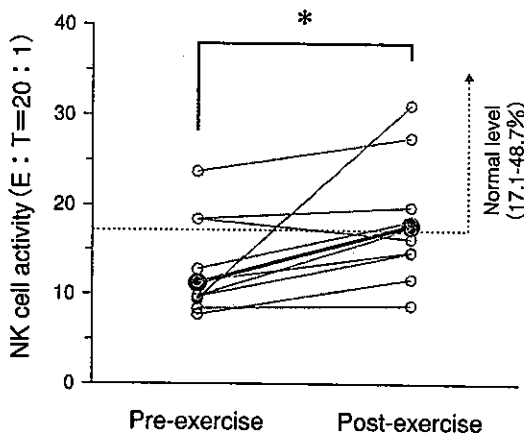 NK cell activity (E : T=20 : 1)
40
30
20
10
0
*
Normal level
(17.1-48.7%)
Pre-exercise Post-exercise